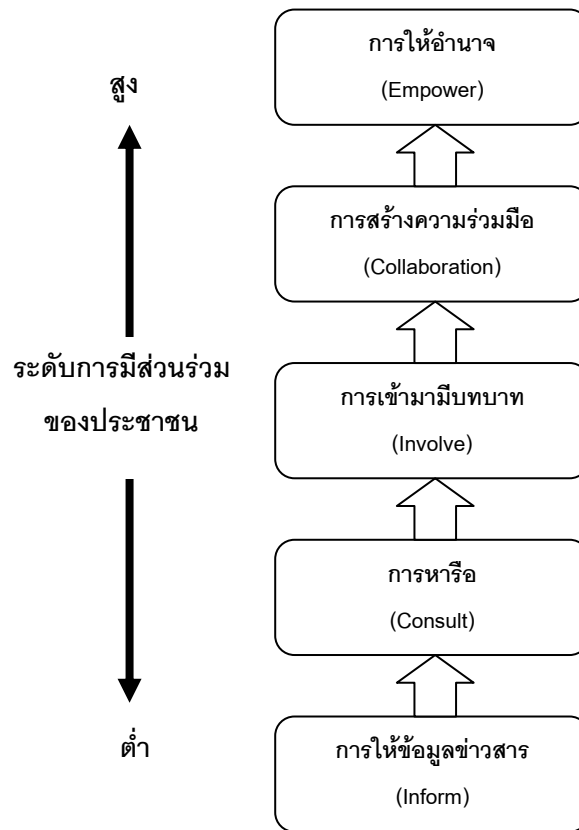 การให้อำนาจ
(Empower)
สูง
การสร้างความร่วมมือ
(Collaboration)
ระดับการมีส่วนร่วม
ของประชาชน
การเข้ามามีบทบาท
(Involve)
การหารือ
(Consult)
ต่ำ
การให้ข้อมูลข่าวสาร
(Inform)